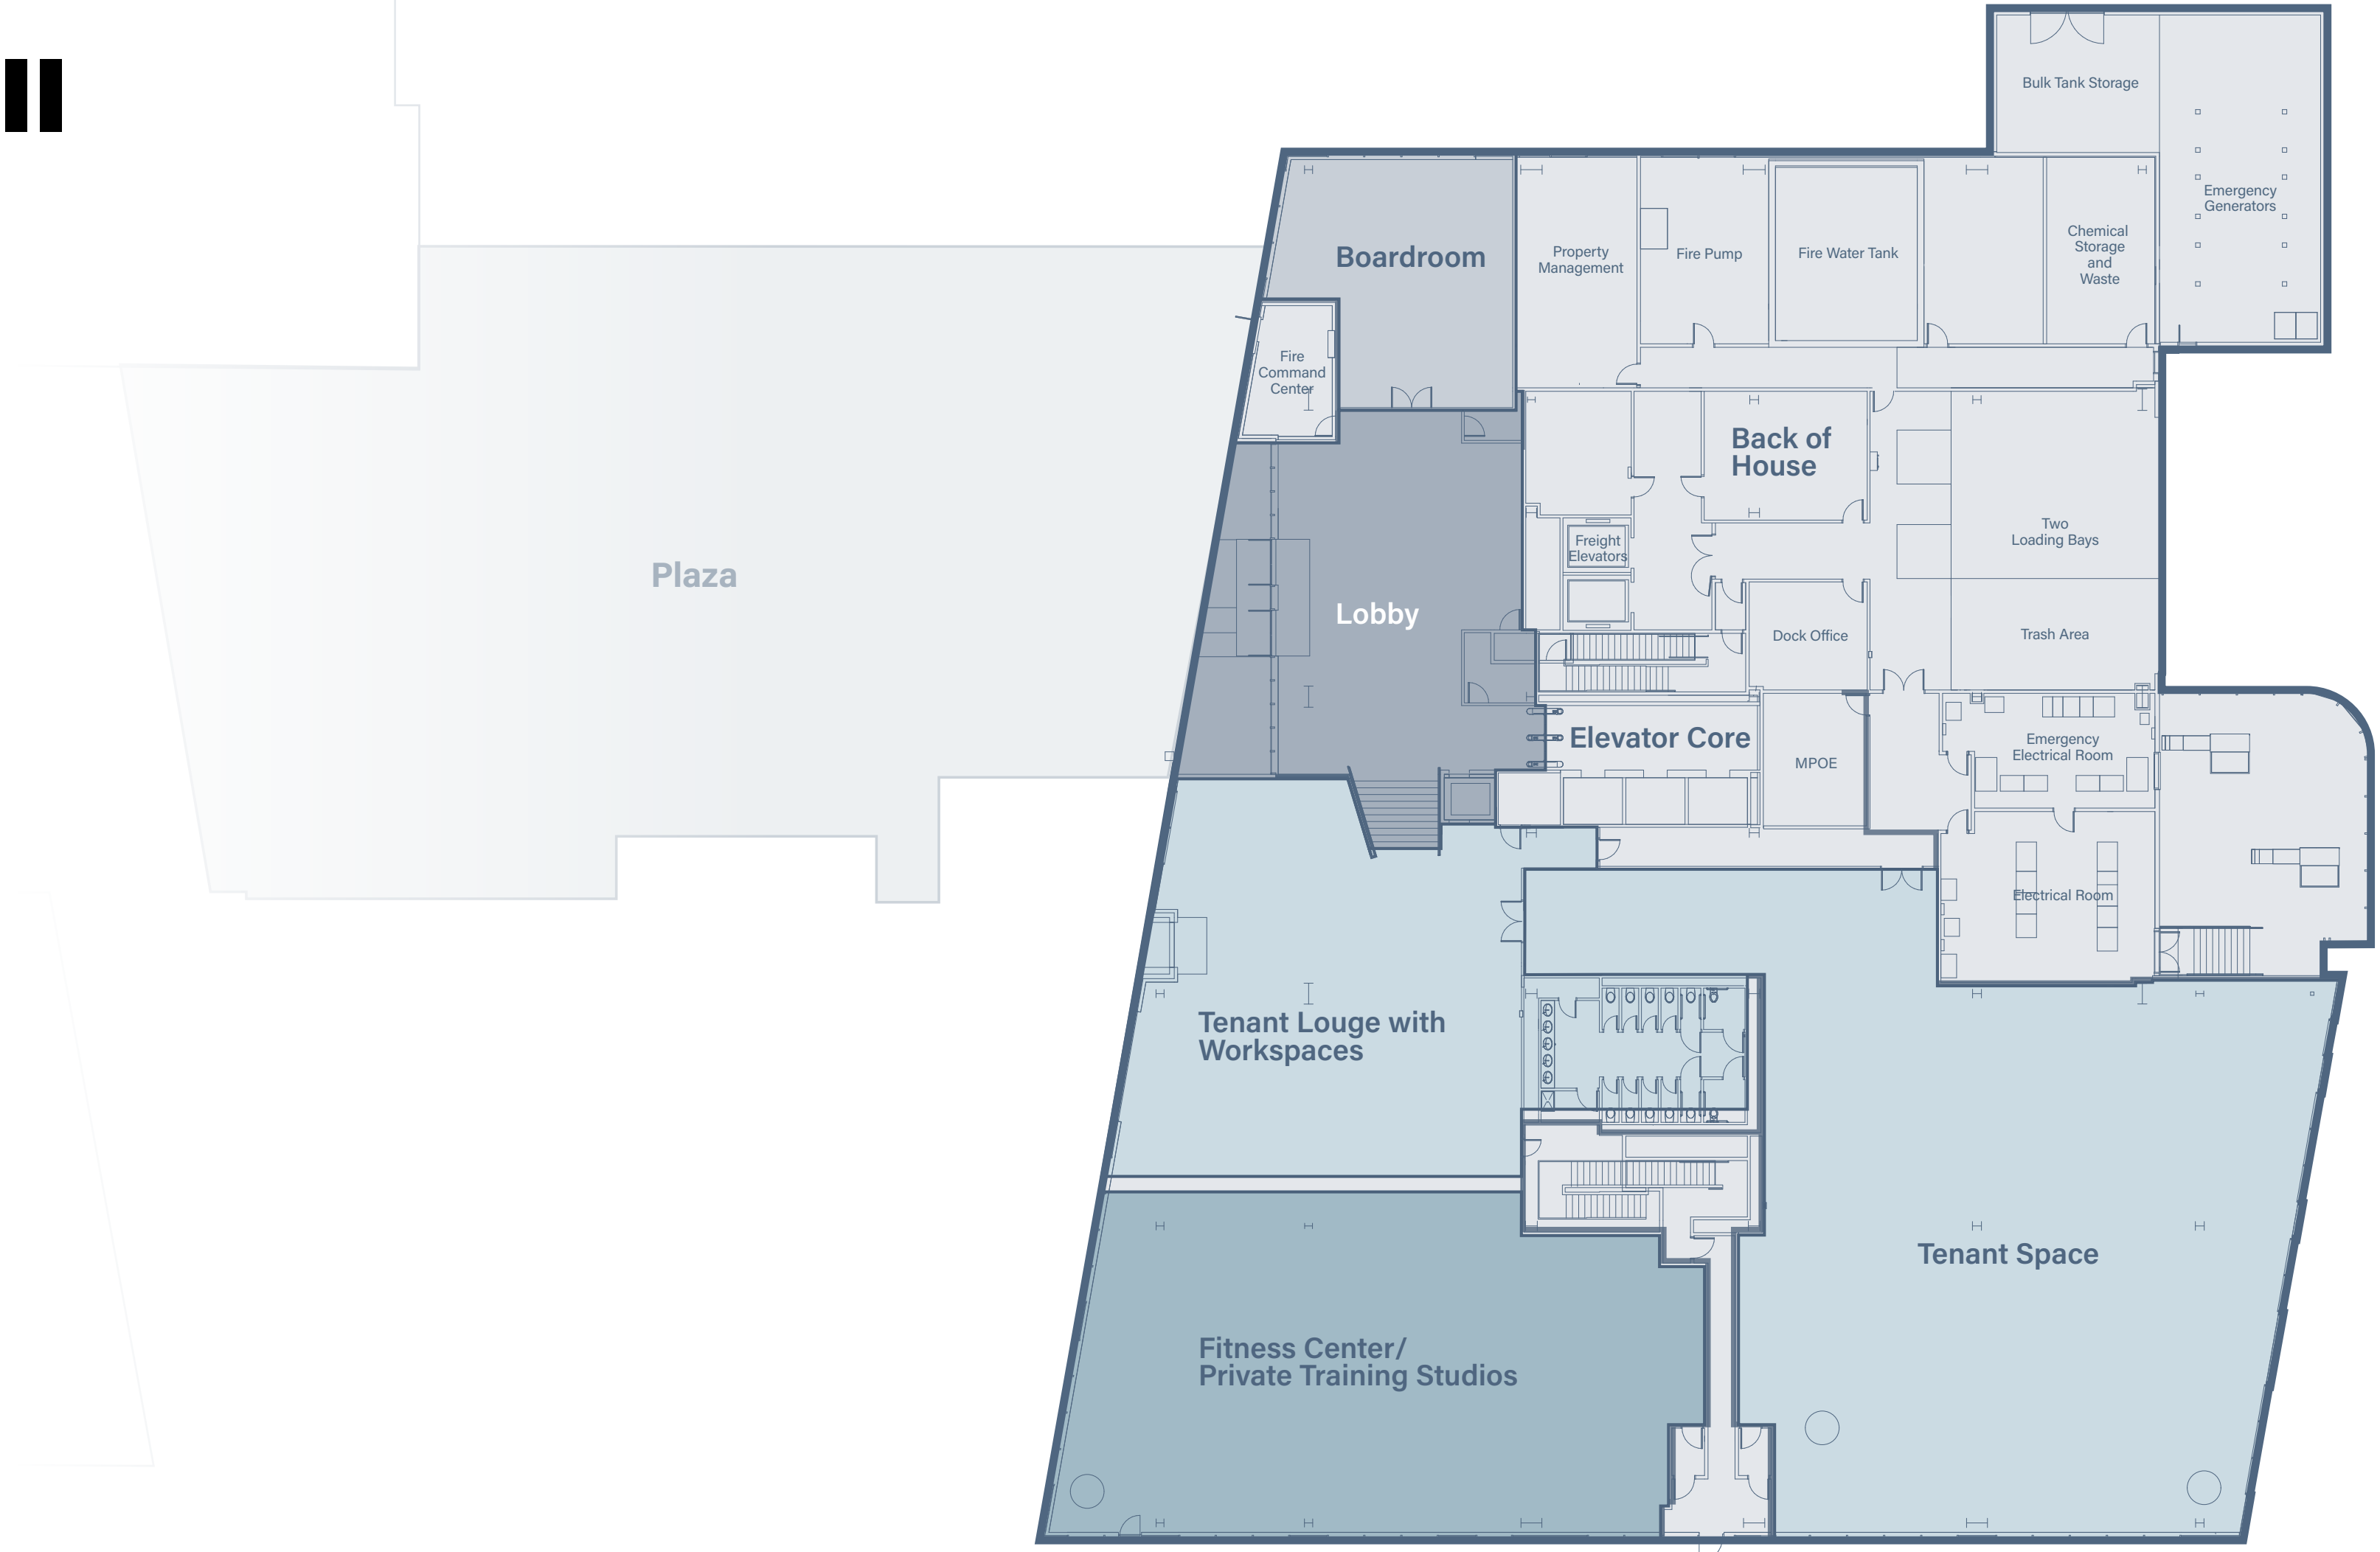 Bulk Tank Storage
Emergency
Generators
Boardroom
Property
Management
Fire Pump
Fire Water Tank
Chemical
Storage
and
Waste
Fire
Command
Center
Back of
House
Two
Loading Bays
Freight
Elevators
Plaza
Lobby
Dock Office
Trash Area
Elevator Core
MPOE
Emergency
Electrical Room
Electrical Room
Tenant Louge with
Workspaces
Tenant Space
Fitness Center/
Private Training Studios